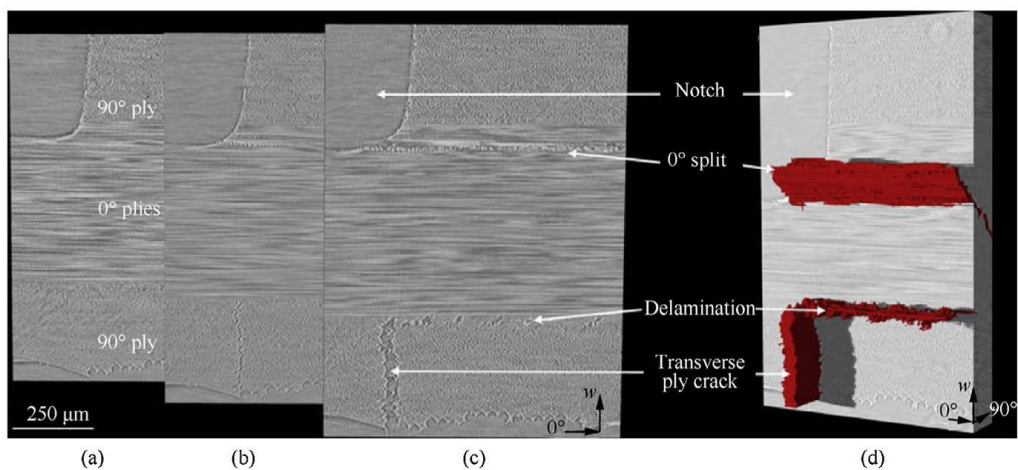 90° ply
0° plies
90° ply
250 μm
Notch
0° split
Delamination
Transverse
ply crack
w
0°
w
0°
90°
(a)
(b)
(c)
(d)